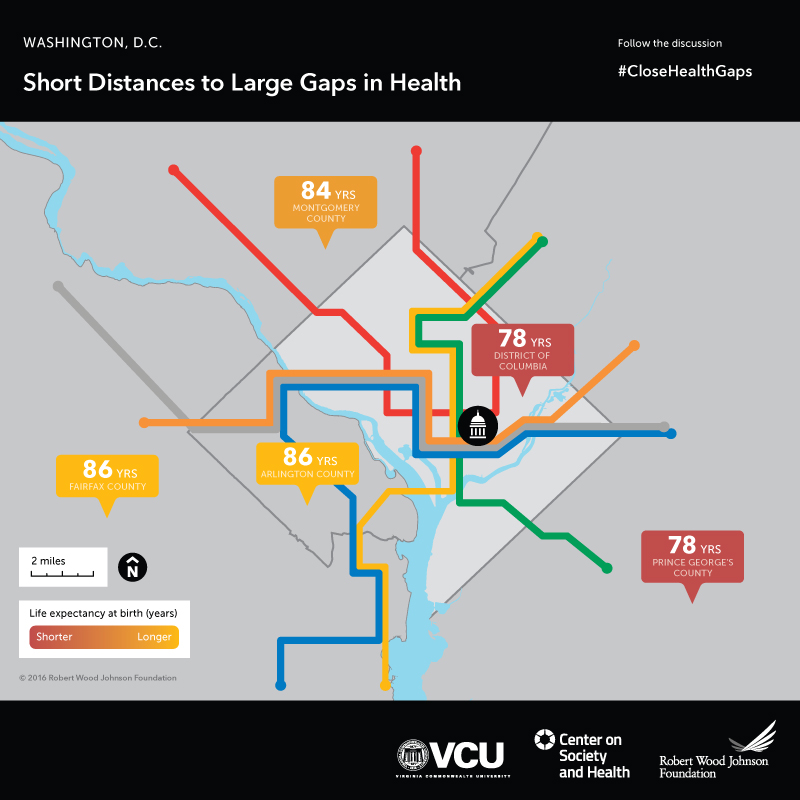 WASHINGTON, D.C.
Short Distances to Large Gaps in Health
Follow the discussion
#CloseHealthGaps
84 YRS
MONTGOMERY
COUNTY
78 YRS
DISTRICT OF
COLUMBIA
86 YRS
FAIRFAX COUNTY
86 YRS
ARLINGTON COUNTY
78 YRS
PRINCE GEORGE'S
COUNTY
2 miles
N
Life expectancy at birth (years)
Shorter Longer
© 2016 Robert Wood Johnson Foundation
VCU
VIRGINIA COMMONWEALTH UNIVERSITY
Center on
Society
and Health
Robert Wood Johnson
Foundation